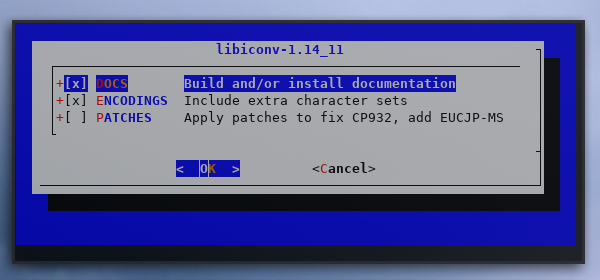 libiconv-1.14_11
+[x] DOCS Build and/or install documentation
+[x] ENCODINGS Include extra character sets
+[ ] PATCHES Apply patches to fix CP932, add EUCJP-MS
< OK > <Cancel>